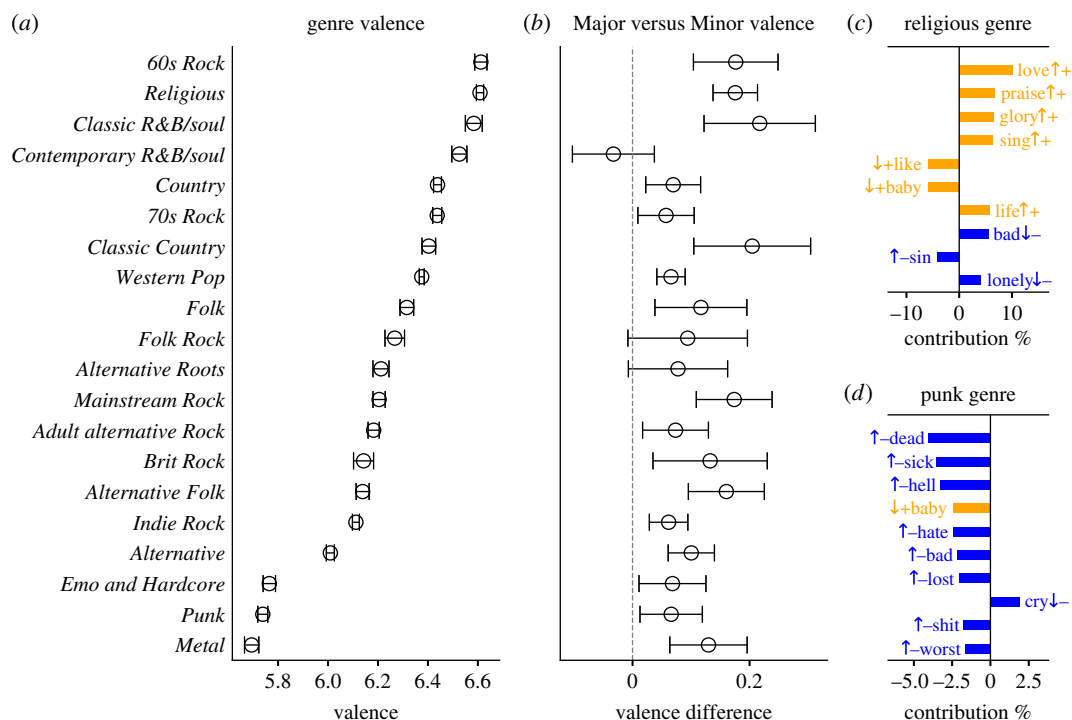 (a) genre valence
60s Rock
Religious
Classic R&B/soul
Contemporary R&B/soul
Country
70s Rock
Classic Country
Western Pop
Folk
Folk Rock
Alternative Roots
Mainstream Rock
Adult alternative Rock
Brit Rock
Alternative Folk
Indie Rock
Alternative
Emo and Hardcore
Punk
Metal
5.8 6.0 6.2 6.4 6.6
valence
(b) Major versus Minor valence
0 0.2
valence difference
(c) religious genre
love↑+
praise↑+
glory↑+
sing↑+
↓+like
↓+baby
life↑+
bad↓–
↑–sin
lonely↓–
–10 0 10
contribution %
(d) punk genre
↑–dead
↑–sick
↑–hell
↓+baby
↑–hate
↑–bad
↑–lost
cry↓–
↑–shit
↑–worst
–5.0 –2.5 0 2.5
contribution %